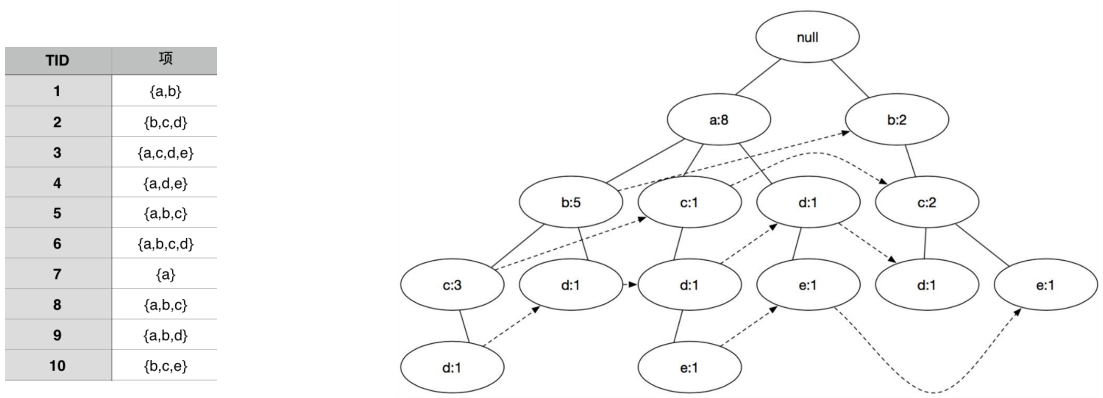 TID 项
1 {a,b}
2 {b,c,d}
3 {a,c,d,e}
4 {a,d,e}
5 {a,b,c}
6 {a,b,c,d}
7 {a}
8 {a,b,c}
9 {a,b,d}
10 {b,c,e}
null
a:8 b:2
b:5 c:1 d:1 c:2
c:3 d:1 d:1 e:1 d:1 e:1
d:1 e:1